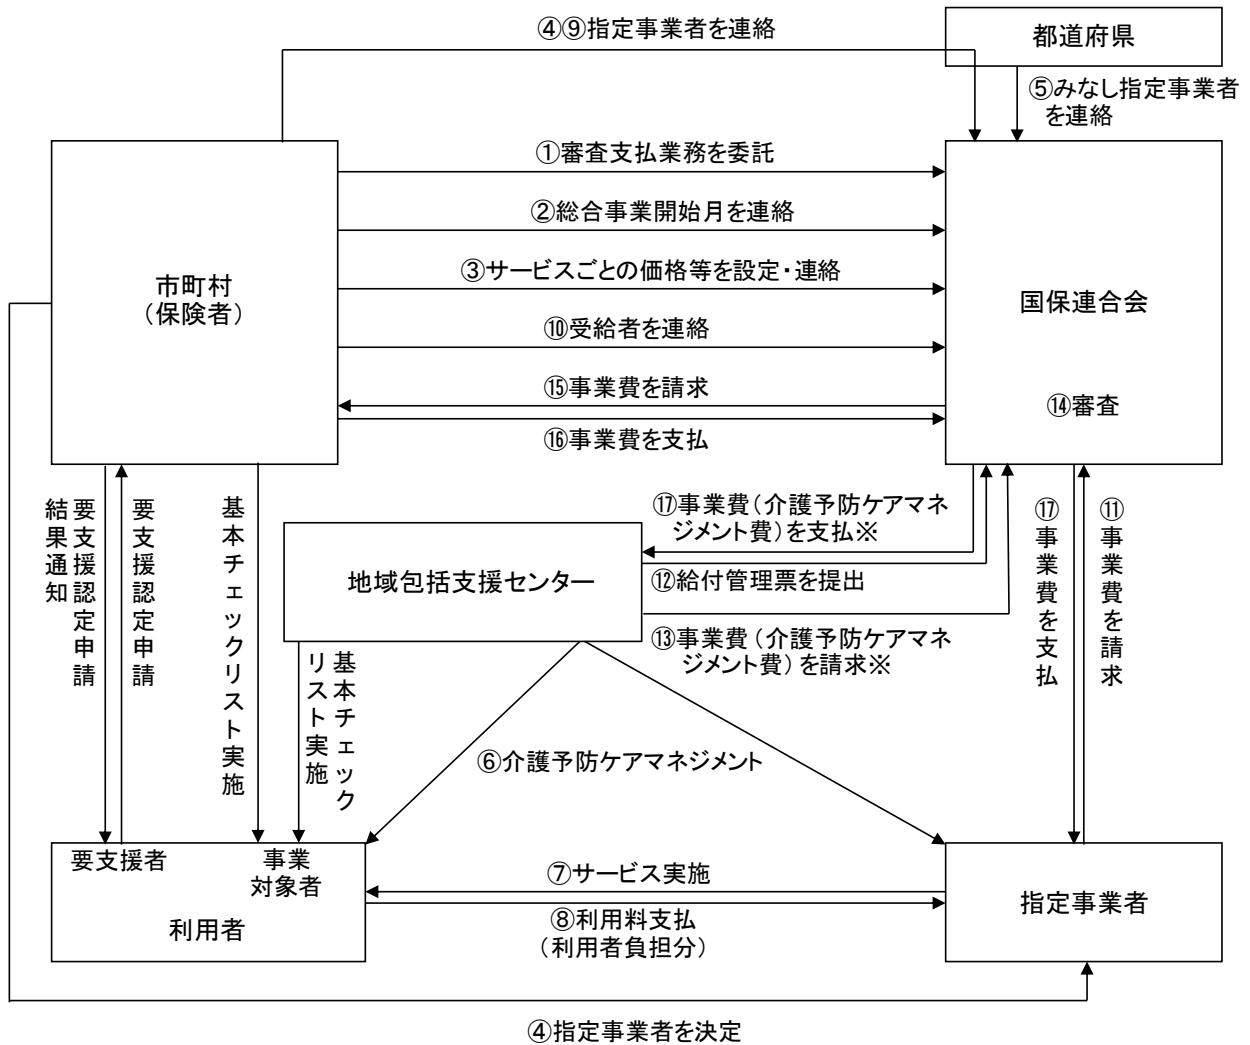 ④⑨指定事業者を連絡
都道府県
⑤みなし指定事業者
を連絡
①審査支払業務を委託
②総合事業開始月を連絡
③サービスごとの価格等を設定・連絡
市町村
（保険者）
国保連合会
⑩受給者を連絡
⑮事業費を請求
⑭審査
⑯事業費を支払
要支援認定申請
結果通知
要支援認定申請
基本チェックリスト実施
⑰事業費（介護予防ケアマネ
ジメント費）を支払※
地域包括支援センター
⑫給付管理票を提出
⑬事業費（介護予防ケアマネ
ジメント費）を請求※
⑰事業費を支払
⑪事業費を請求
基本チェック
リスト実施
⑥介護予防ケアマネジメント
要支援者
事業
対象者
利用者
⑦サービス実施
⑧利用料支払
（利用者負担分）
指定事業者
④指定事業者を決定